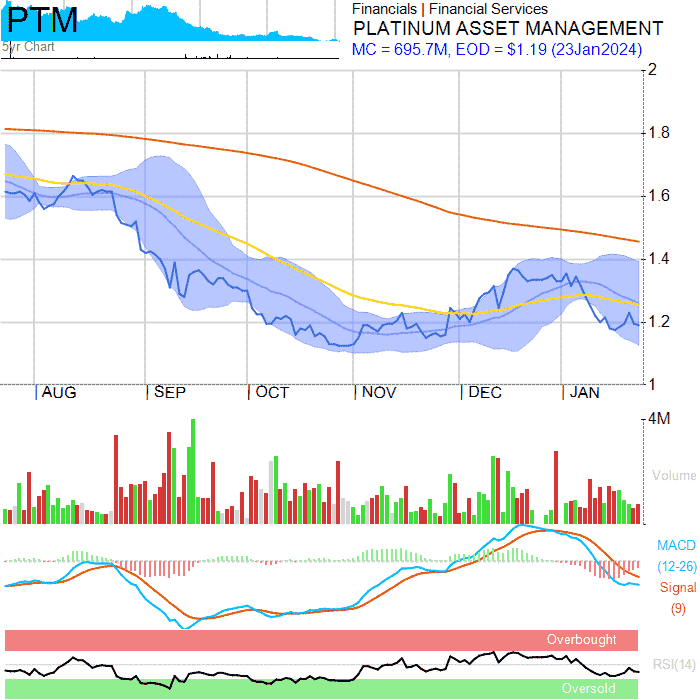 PTM
5yr Chart
Financials | Financial Services
PLATINUM ASSET MANAGEMENT
MC = 695.7M, EOD = $1.19 (23Jan2024)
2
1.8
1.6
1.4
1.2
1
|AUG |SEP |OCT |NOV |DEC |JAN
4M
Volume
MACD
(12-26)
Signal
(9)
Overbought
RSI(14)
Oversold